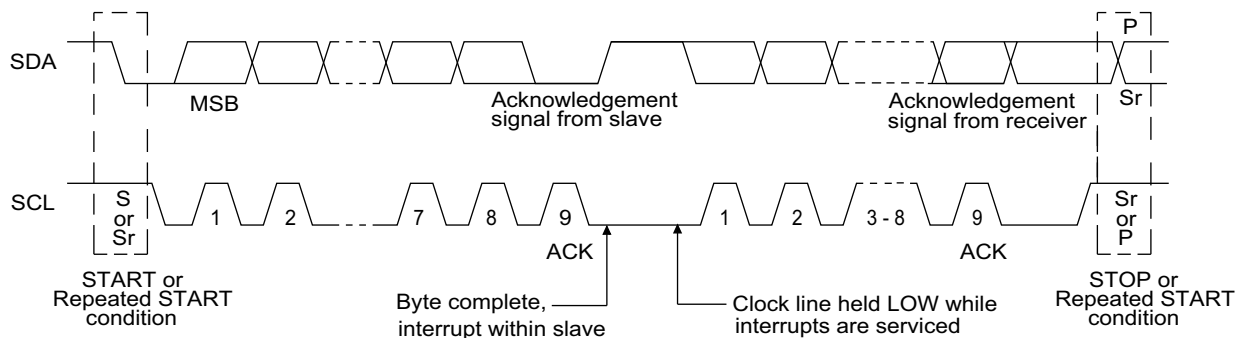 P
SDA
MSB
Acknowledgement
signal from slave
Acknowledgement
signal from receiver
Sr
SCL
S
or
Sr
1
2
7
8
9
1
2
3 - 8
9
Sr
or
P
ACK
ACK
START or
Repeated START
condition
Byte complete,
interrupt within slave
Clock line held LOW while
interrupts are serviced
STOP or
Repeated START
condition